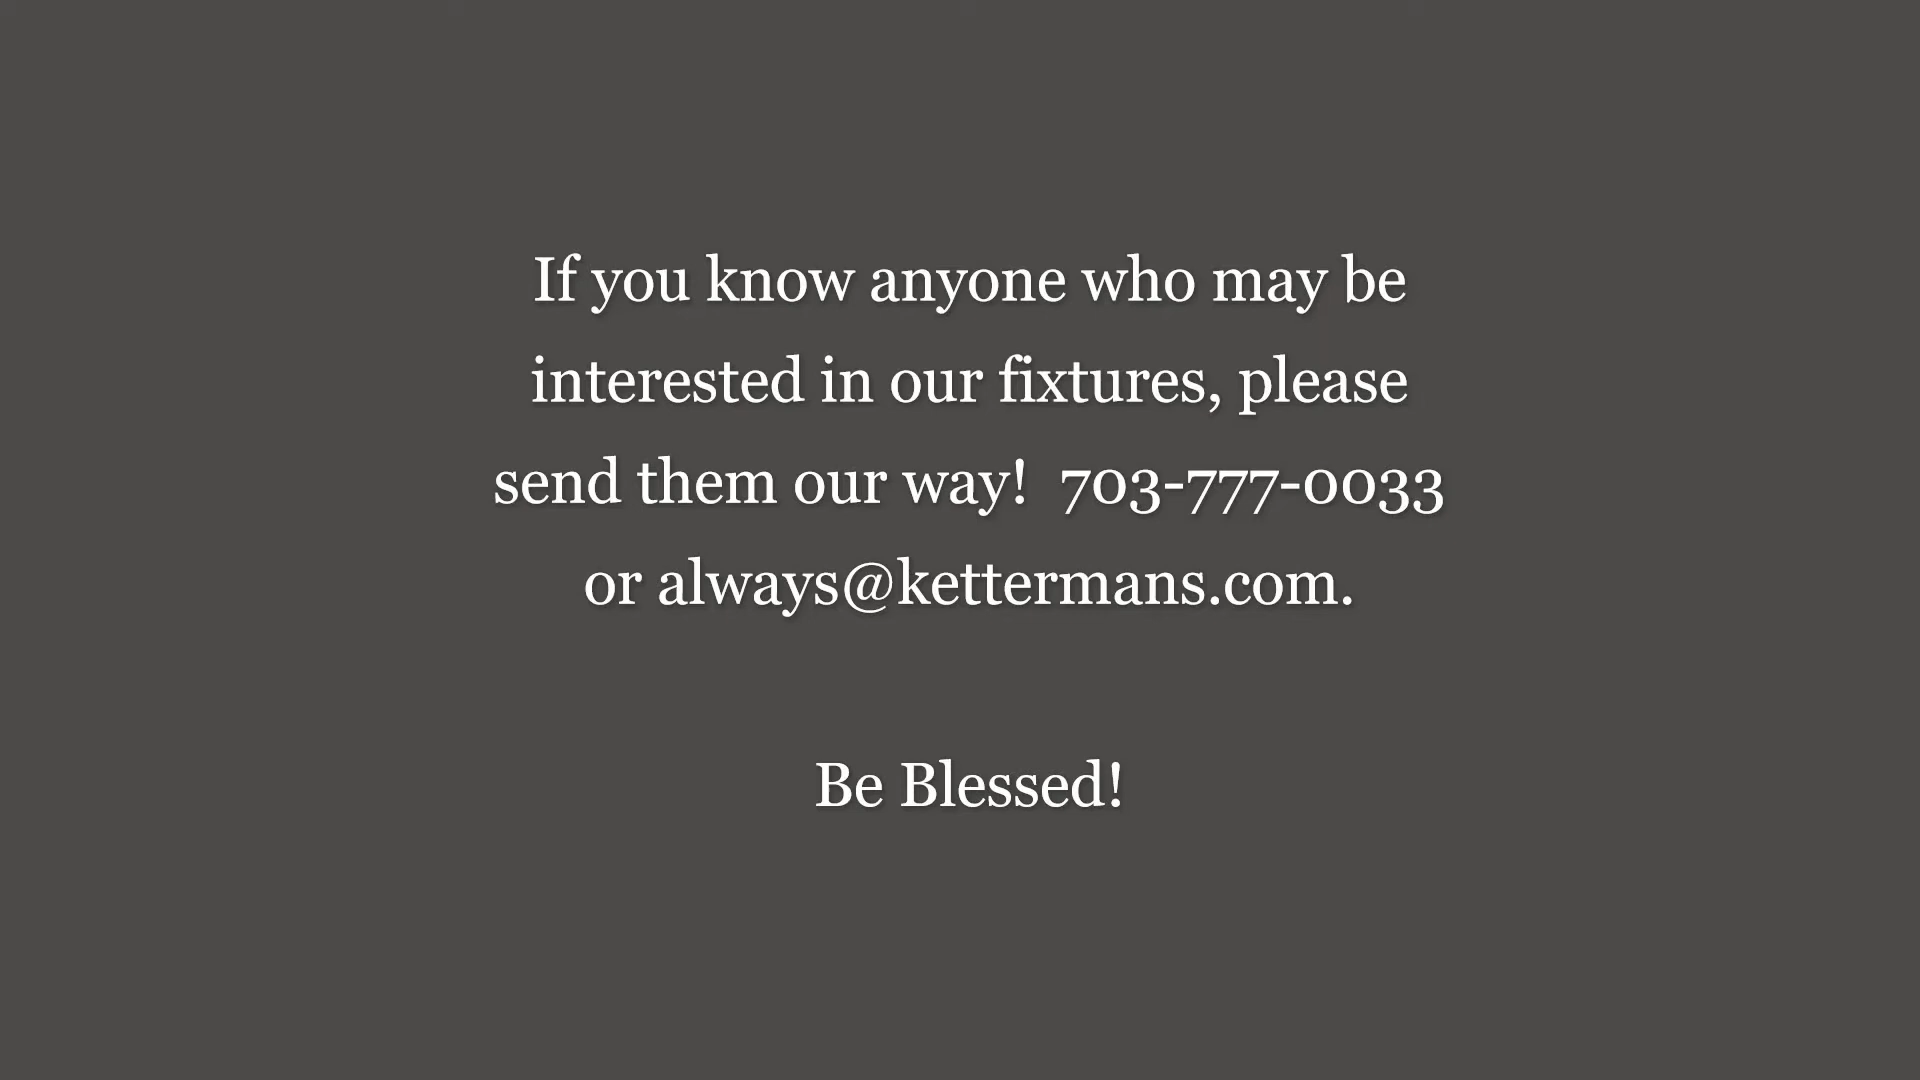 If you know anyone who may be
interested in our fixtures, please
send them our way!  703-777-0033
or always@kettermans.com.
Be Blessed!